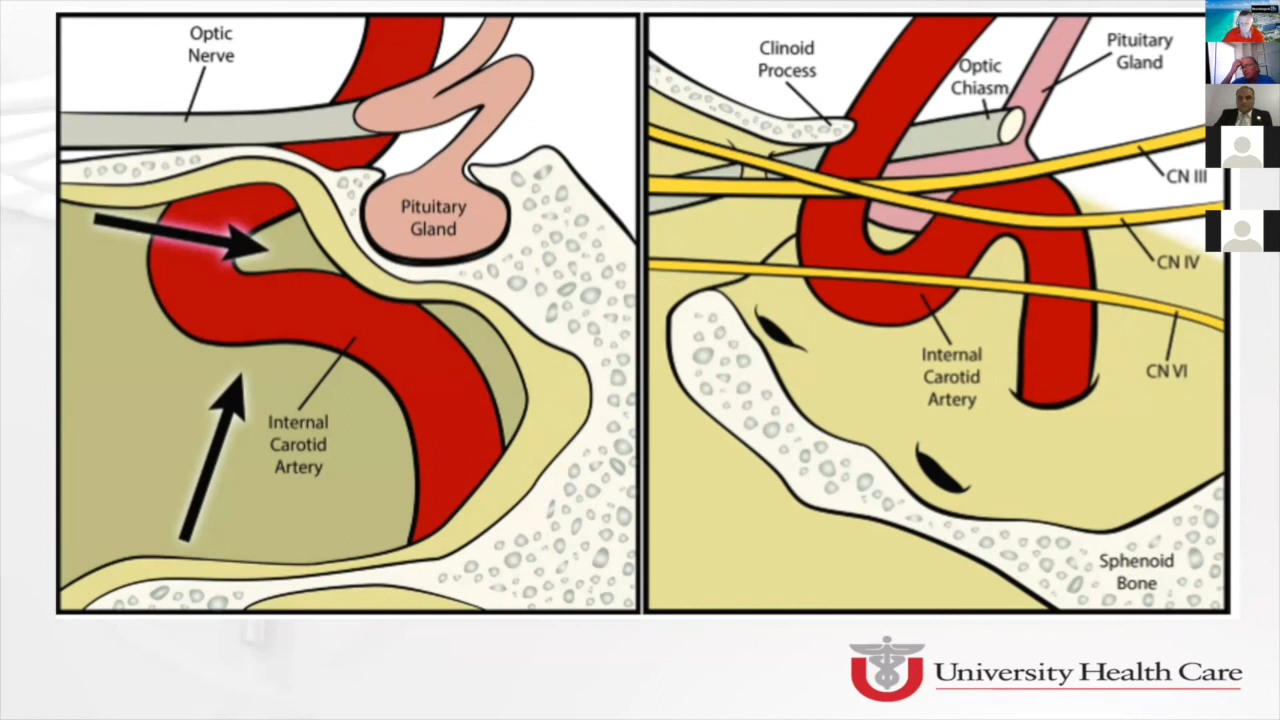 Optic
Nerve
Pituitary
Gland
Internal
Carotid
Artery
Clinoid
Process
Optic
Chiasm
Pituitary
Gland
CN III
CN IV
CN VI
Internal
Carotid
Artery
Sphenoid
Bone
University Health Care